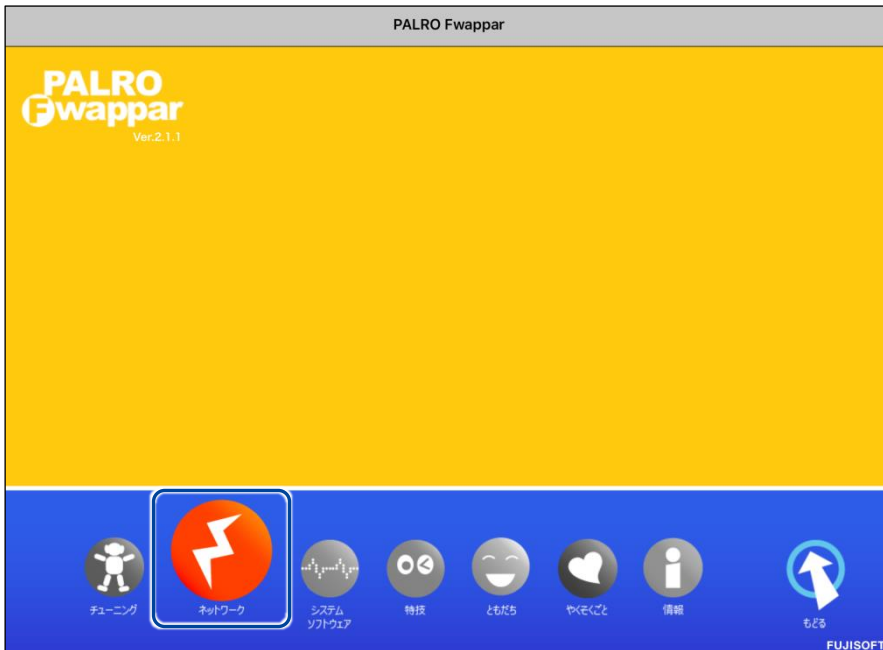 PALRO Fwappar
PALRO
Fwappar
Ver.2.1.1
チューニング
ネットワーク
システム
ソフトウェア
特技
ともだち
やくそくごと
情報
もどる
FUJISOFT